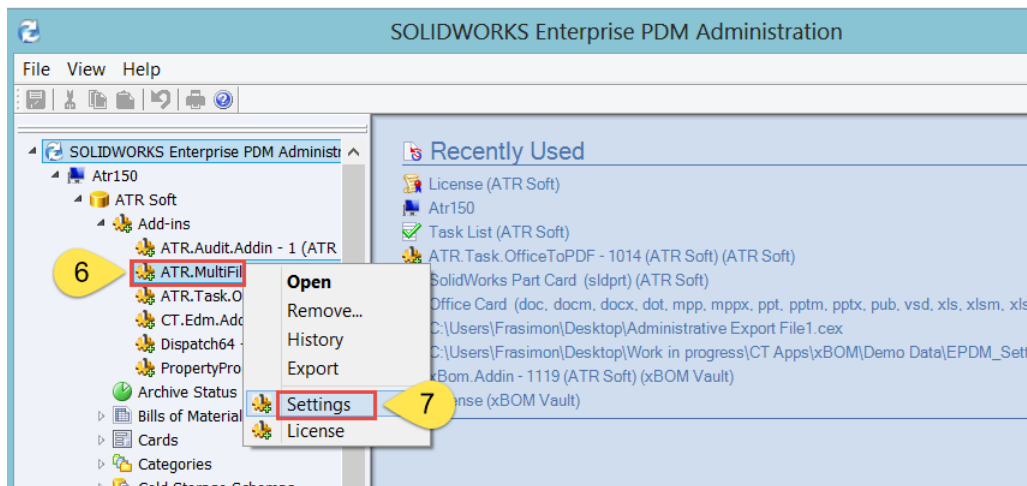 SOLIDWORKS Enterprise PDM Administration
File View Help
SOLIDWORKS Enterprise PDM Administr
Atr150
ATR Soft
Add-ins
ATR.Audit.Addin - 1 (ATR
6
ATR.MultiFil
ATR.Task.O
CT.Edm.Add
Dispatch64 -
PropertyPro
Archive Status
Bills of Material
Cards
Categories
Cold Storage Schemas
Open
Remove...
History
Export
Settings
7
License
Recently Used
License (ATR Soft)
Atr150
Task List (ATR Soft)
ATR.Task.OfficeToPDF - 1014 (ATR Soft) (ATR Soft)
SolidWorks Part Card (sldprt) (ATR Soft)
Office Card (doc, docm, docx, dot, mpp, mppx, ppt, pptm, pptx, pub, vsd, xls, xlsm, xls
C:\Users\Frasimon\Desktop\Administrative Export File1.cex
C:\Users\Frasimon\Desktop\Work in progress\CT Apps\xBOM\Demo Data\EPDM_Sett
xBom.Addin - 1119 (ATR Soft) (xBOM Vault)
ense (xBOM Vault)